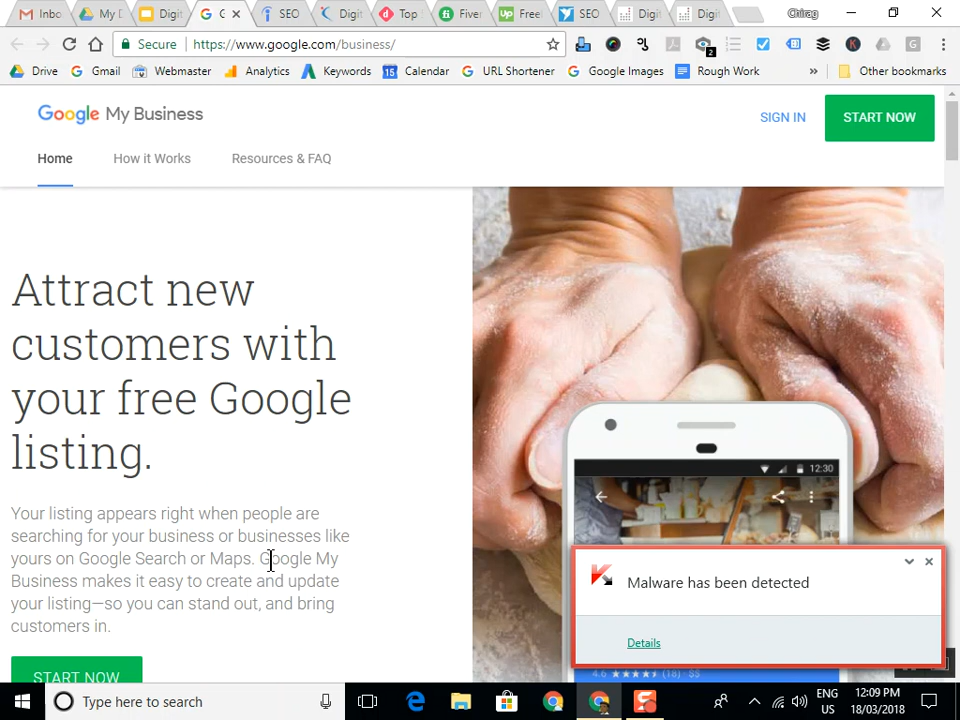 Inbo
My D
Digit
G
SEO
Digit
Top
Fiver
Free
SEO
Digit
Digit
Chirag
Secure
https://www.google.com/business/
Drive
Gmail
Webmaster
Analytics
Keywords
Calendar
URL Shortener
Google Images
Rough Work
»
Other bookmarks
Google My Business
SIGN IN
START NOW
Home
How it Works
Resources & FAQ
Attract new
customers with
your free Google
listing.
Your listing appears right when people are
searching for your business or businesses like
yours on Google Search or Maps. Google My
Business makes it easy to create and update
your listing—so you can stand out, and bring
customers in.
START NOW
12:30
Malware has been detected
Details
4.6 ★★★★★ (18) · $$
Type here to search
ENG
US
12:09 PM
18/03/2018